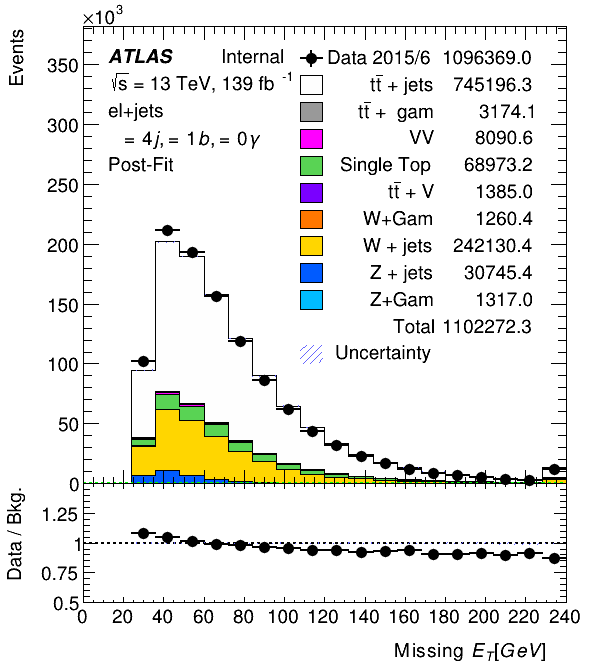 ×10³
Events
350
300
250
200
150
100
50
0
ATLAS Internal
√s = 13 TeV, 139 fb⁻¹
el+jets
= 4j, = 1b, = 0γ
Post-Fit
Data 2015/6 1096369.0
tt̄ + jets 745196.3
tt̄ + gam 3174.1
VV 8090.6
Single Top 68973.2
tt̄ + V 1385.0
W+Gam 1260.4
W + jets 242130.4
Z + jets 30745.4
Z+Gam 1317.0
Total 1102272.3
Uncertainty
Data / Bkg.
1.25
1
0.75
0.5
0 20 40 60 80 100 120 140 160 180 200 220 240
Missing E_T[GeV]